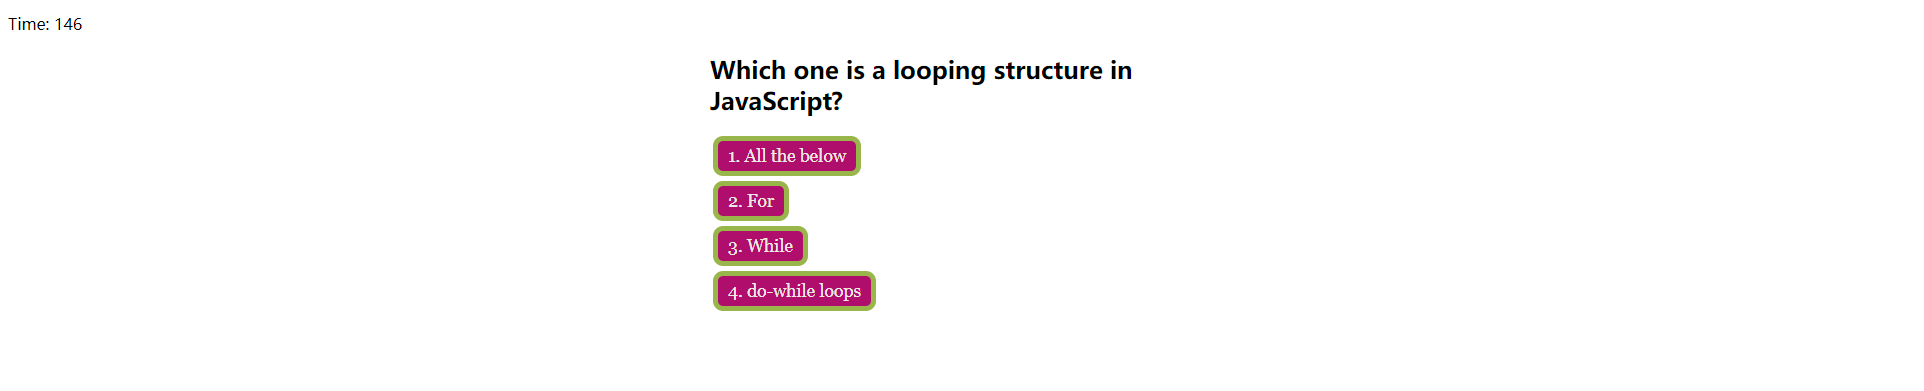 Time: 146
Which one is a looping structure in
JavaScript?
1. All the below
2. For
3. While
4. do-while loops